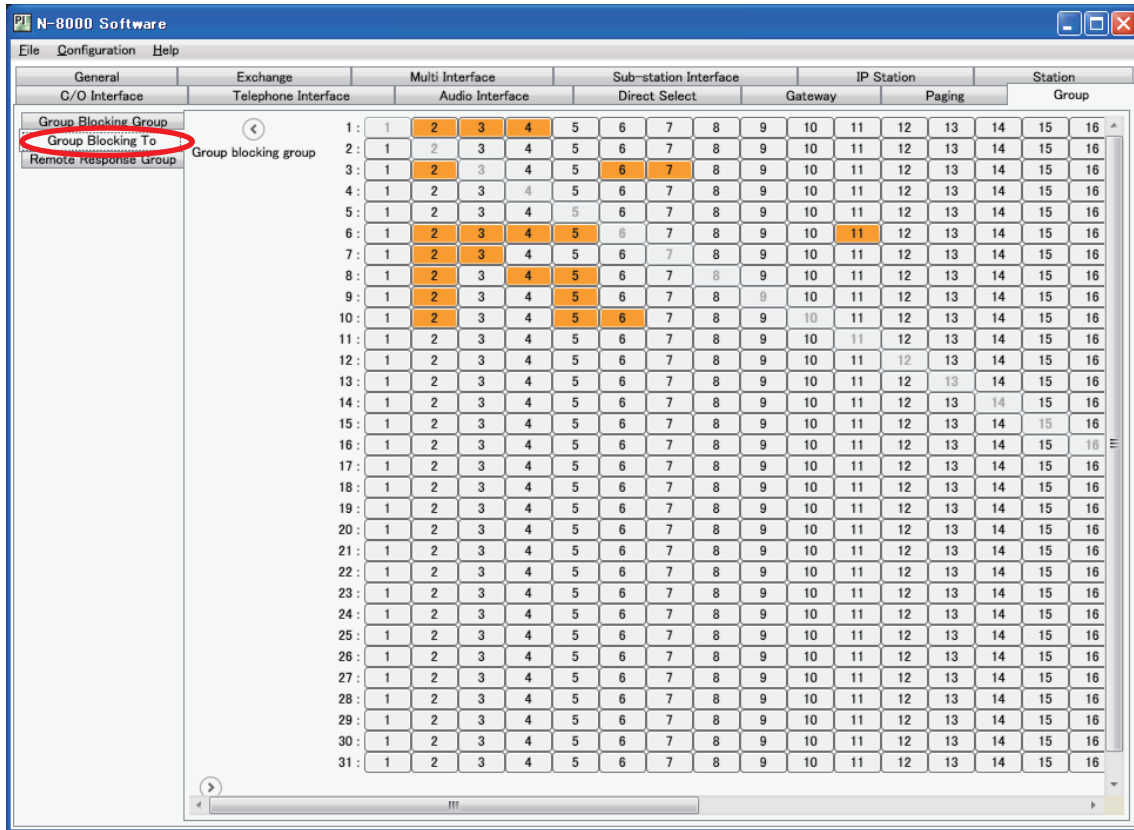 N-8000 Software
File Configuration Help
General Exchange Multi Interface Sub-station Interface IP Station Station
C/O Interface Telephone Interface Audio Interface Direct Select Gateway Paging Group
Group Blocking Group
Group Blocking To
Remote Response Group
Group blocking group
1 : 1 2 3 4 5 6 7 8 9 10 11 12 13 14 15 16
2 : 1 2 3 4 5 6 7 8 9 10 11 12 13 14 15 16
3 : 1 2 3 4 5 6 7 8 9 10 11 12 13 14 15 16
4 : 1 2 3 4 5 6 7 8 9 10 11 12 13 14 15 16
5 : 1 2 3 4 5 6 7 8 9 10 11 12 13 14 15 16
6 : 1 2 3 4 5 6 7 8 9 10 11 12 13 14 15 16
7 : 1 2 3 4 5 6 7 8 9 10 11 12 13 14 15 16
8 : 1 2 3 4 5 6 7 8 9 10 11 12 13 14 15 16
9 : 1 2 3 4 5 6 7 8 9 10 11 12 13 14 15 16
10 : 1 2 3 4 5 6 7 8 9 10 11 12 13 14 15 16
11 : 1 2 3 4 5 6 7 8 9 10 11 12 13 14 15 16
12 : 1 2 3 4 5 6 7 8 9 10 11 12 13 14 15 16
13 : 1 2 3 4 5 6 7 8 9 10 11 12 13 14 15 16
14 : 1 2 3 4 5 6 7 8 9 10 11 12 13 14 15 16
15 : 1 2 3 4 5 6 7 8 9 10 11 12 13 14 15 16
16 : 1 2 3 4 5 6 7 8 9 10 11 12 13 14 15 16
17 : 1 2 3 4 5 6 7 8 9 10 11 12 13 14 15 16
18 : 1 2 3 4 5 6 7 8 9 10 11 12 13 14 15 16
19 : 1 2 3 4 5 6 7 8 9 10 11 12 13 14 15 16
20 : 1 2 3 4 5 6 7 8 9 10 11 12 13 14 15 16
21 : 1 2 3 4 5 6 7 8 9 10 11 12 13 14 15 16
22 : 1 2 3 4 5 6 7 8 9 10 11 12 13 14 15 16
23 : 1 2 3 4 5 6 7 8 9 10 11 12 13 14 15 16
24 : 1 2 3 4 5 6 7 8 9 10 11 12 13 14 15 16
25 : 1 2 3 4 5 6 7 8 9 10 11 12 13 14 15 16
26 : 1 2 3 4 5 6 7 8 9 10 11 12 13 14 15 16
27 : 1 2 3 4 5 6 7 8 9 10 11 12 13 14 15 16
28 : 1 2 3 4 5 6 7 8 9 10 11 12 13 14 15 16
29 : 1 2 3 4 5 6 7 8 9 10 11 12 13 14 15 16
30 : 1 2 3 4 5 6 7 8 9 10 11 12 13 14 15 16
31 : 1 2 3 4 5 6 7 8 9 10 11 12 13 14 15 16